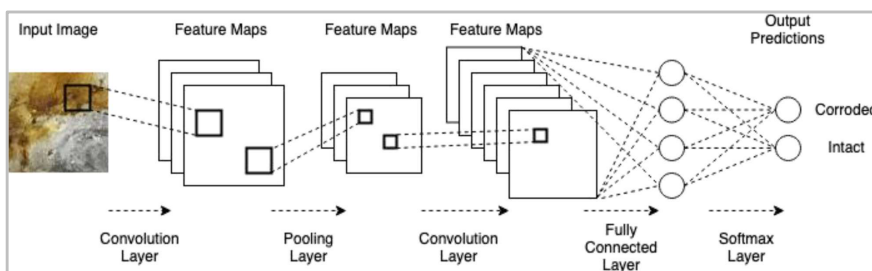 Input Image
Feature Maps
Feature Maps
Feature Maps
Output
Predictions
Corroded
Intact
Convolution
Layer
Pooling
Layer
Convolution
Layer
Fully
Connected
Layer
Softmax
Layer